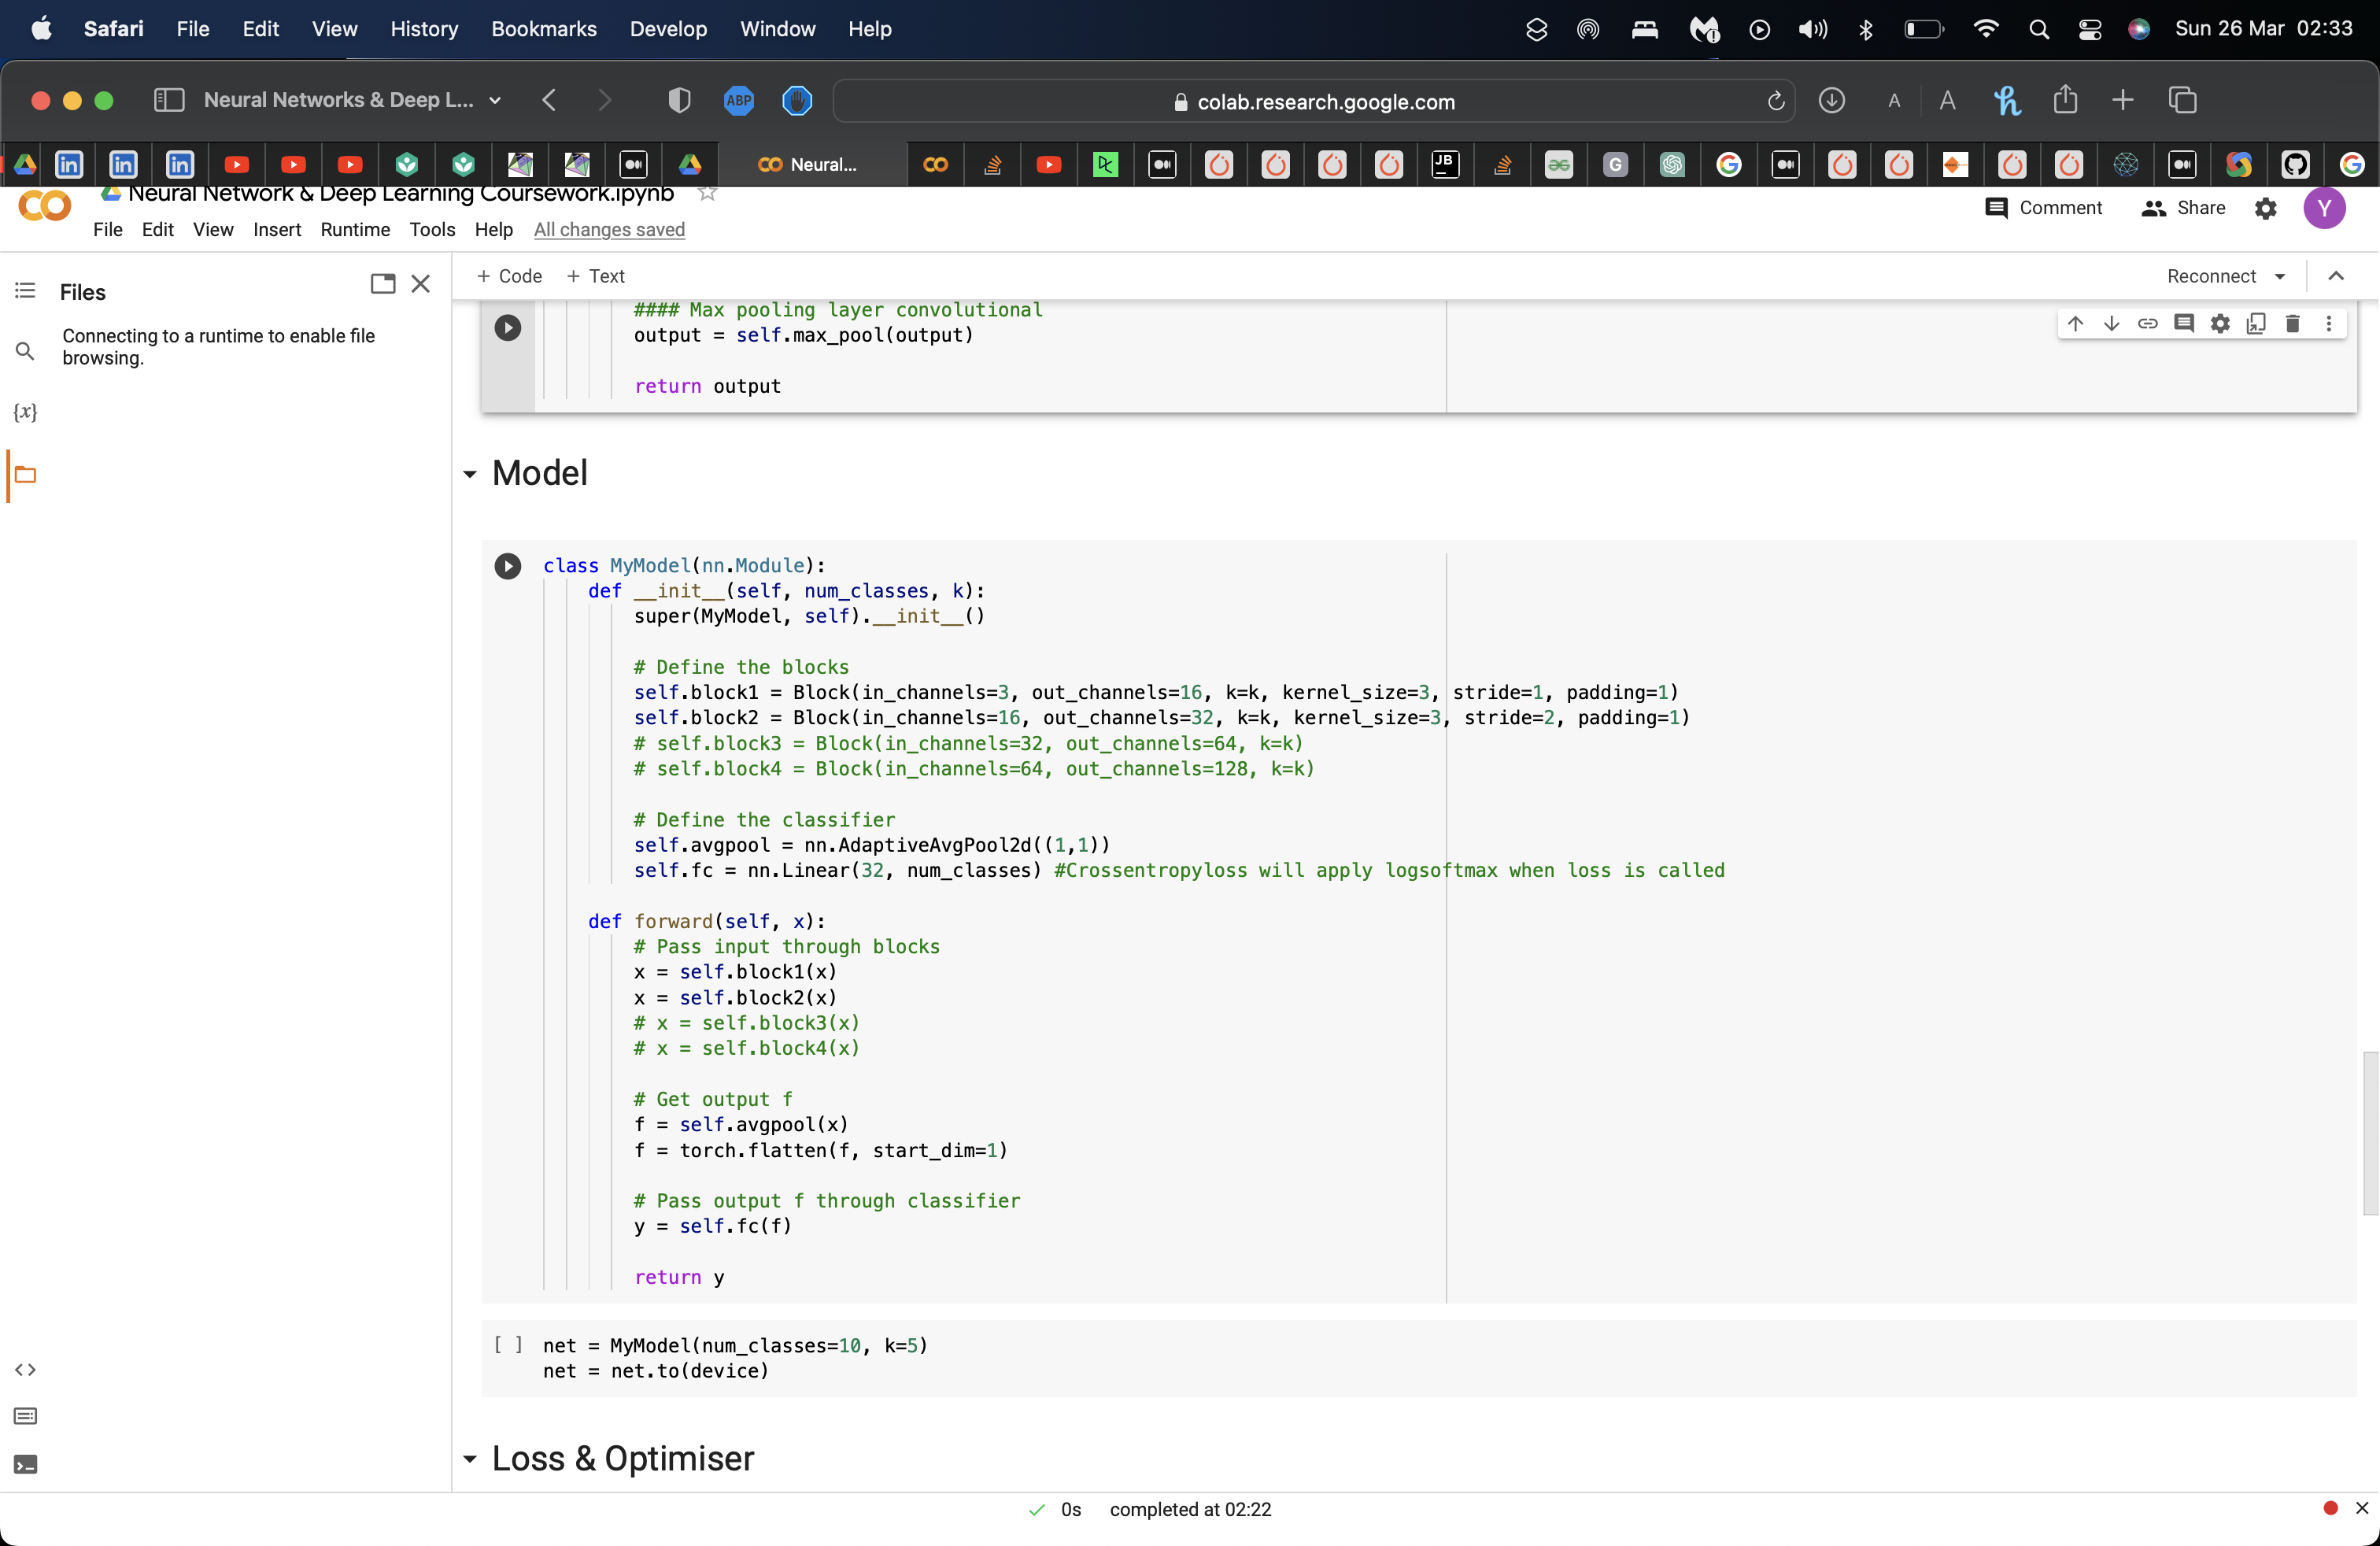 Safari File Edit View History Bookmarks Develop Window Help Sun 26 Mar 02:33
Neural Networks & Deep L... ABP colab.research.google.com A A
Neural...
Neural Network & Deep Learning Coursework.ipynb
Comment Share Y
File Edit View Insert Runtime Tools Help All changes saved
Files
+ Code + Text Reconnect
Connecting to a runtime to enable file
browsing.
{x}
#### Max pooling layer convolutional
output = self.max_pool(output)
return output
Model
class MyModel(nn.Module):
def __init__(self, num_classes, k):
super(MyModel, self).__init__()
# Define the blocks
self.block1 = Block(in_channels=3, out_channels=16, k=k, kernel_size=3, stride=1, padding=1)
self.block2 = Block(in_channels=16, out_channels=32, k=k, kernel_size=3, stride=2, padding=1)
# self.block3 = Block(in_channels=32, out_channels=64, k=k)
# self.block4 = Block(in_channels=64, out_channels=128, k=k)
# Define the classifier
self.avgpool = nn.AdaptiveAvgPool2d((1,1))
self.fc = nn.Linear(32, num_classes) #Crossentropyloss will apply logsoftmax when loss is called
def forward(self, x):
# Pass input through blocks
x = self.block1(x)
x = self.block2(x)
# x = self.block3(x)
# x = self.block4(x)
# Get output f
f = self.avgpool(x)
f = torch.flatten(f, start_dim=1)
# Pass output f through classifier
y = self.fc(f)
return y
[ ] net = MyModel(num_classes=10, k=5)
net = net.to(device)
Loss & Optimiser
0s completed at 02:22